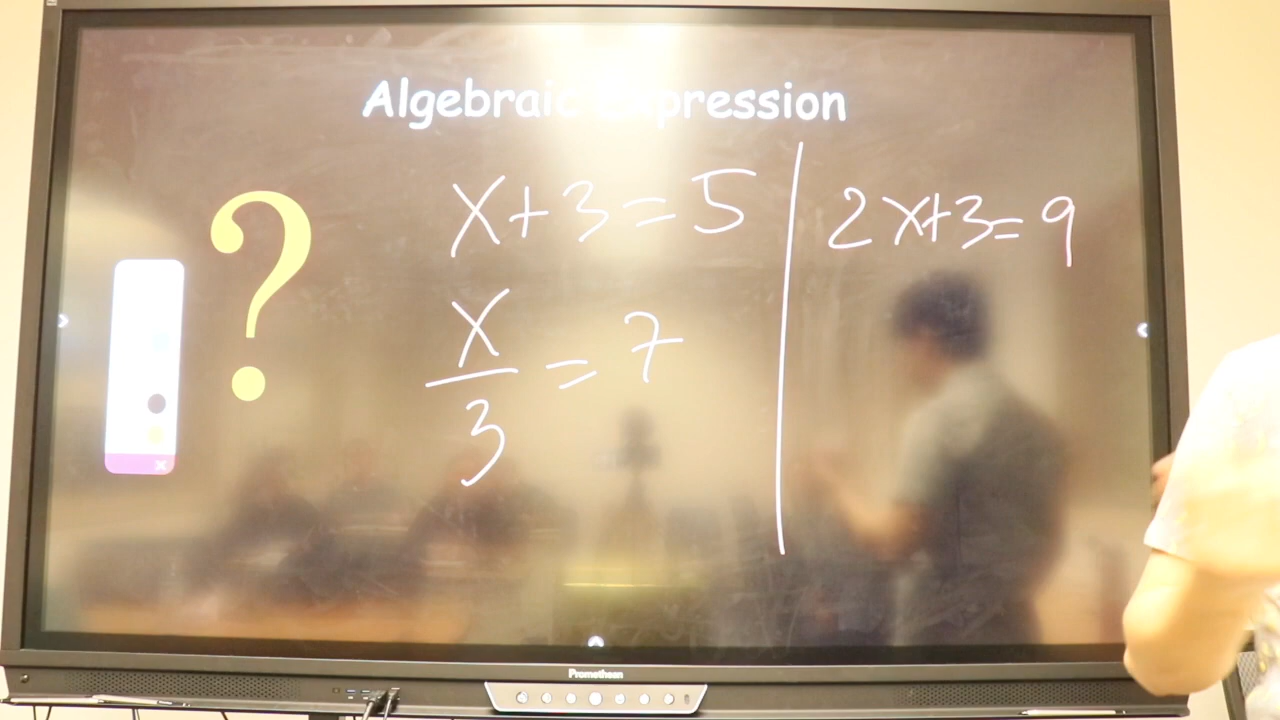 Algebraic Expression
x+3=5
2x+3=9
x/3=7
?
Promethean